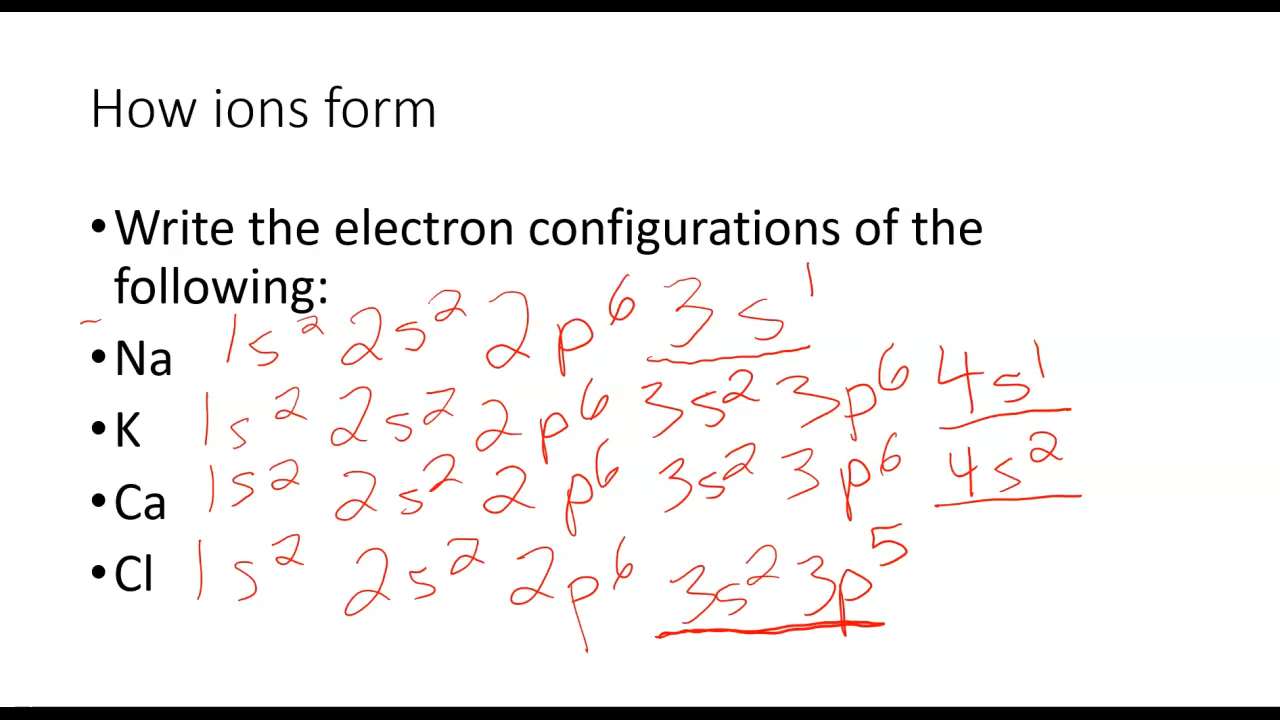 How ions form
• Write the electron configurations of the
following:
• Na 1s² 2s² 2p⁶ 3s¹
• K 1s² 2s² 2p⁶ 3s² 3p⁶ 4s¹
• Ca 1s² 2s² 2p⁶ 3s² 3p⁶ 4s²
• Cl 1s² 2s² 2p⁶ 3s² 3p⁵